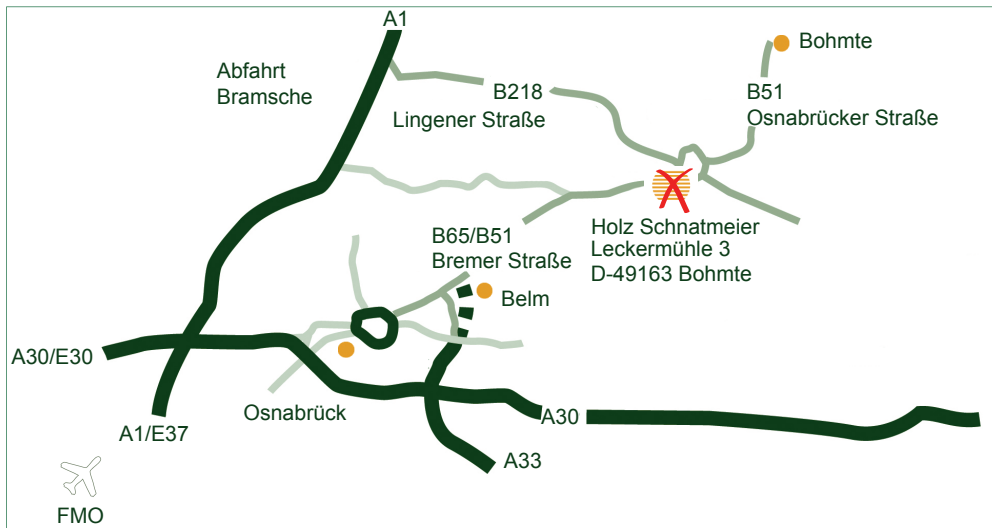 A1
Abfahrt
Bramsche
B218
Lingener Straße
Bohmte
B51
Osnabrücker Straße
Holz Schnatmeier
Leckermühle 3
D-49163 Bohmte
B65/B51
Bremer Straße
Belm
A30/E30
Osnabrück
A30
A1/E37
A33
FMO